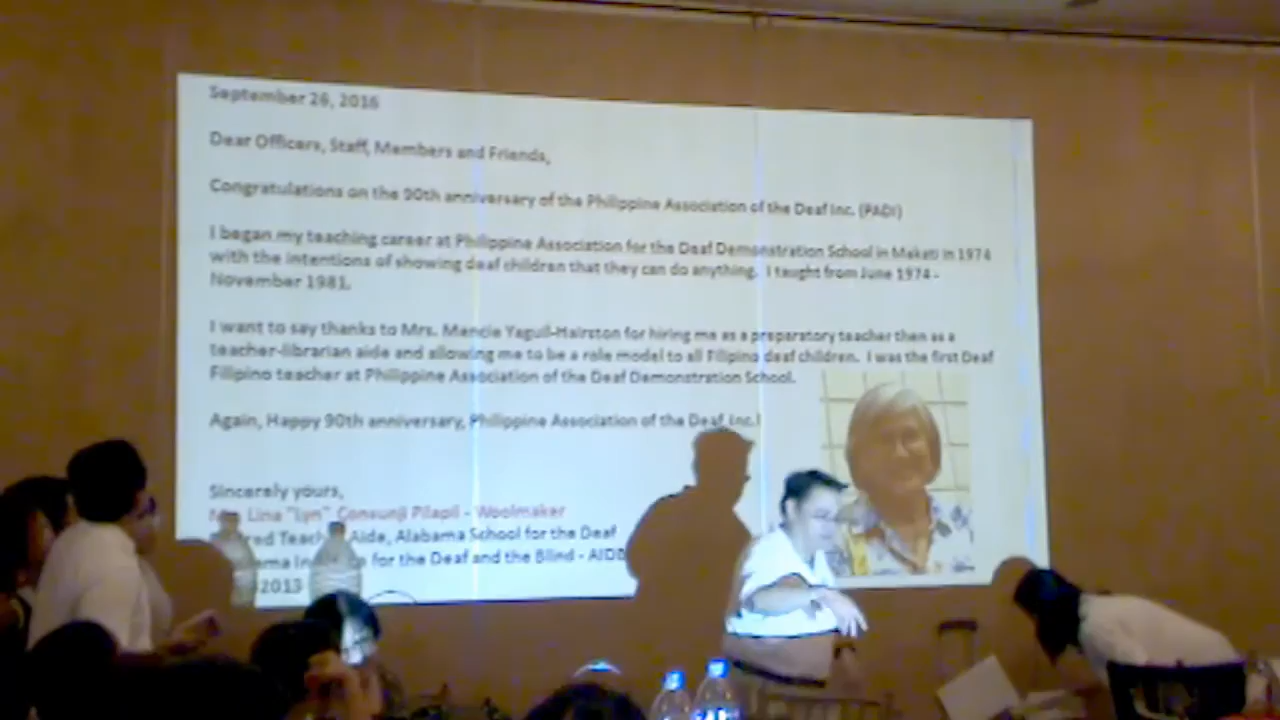 September 26, 2016
Dear Officers, Staff, Members and Friends,
Congratulations on the 90th anniversary of the Philippine Association of the Deaf Inc. (PADI)
I began my teaching career at Philippine Association for the Deaf Demonstration School in Makati in 1974
with the intentions of showing deaf children that they can do anything. I taught from June 1974 -
November 1981.
I want to say thanks to Mrs. Mencie Yaguil-Hairston for hiring me as a preparatory teacher then as a
teacher-librarian aide and allowing me to be a role model to all Filipino deaf children. I was the first Deaf
Filipino teacher at Philippine Association of the Deaf Demonstration School.
Again, Happy 90th anniversary, Philippine Association of the Deaf Inc.!
Sincerely yours,
Lina "Lyn" Consunji Pilapil - Woolmaker
Aide, Alabama School for the Deaf
for the Deaf and the Blind - AIDB
2013